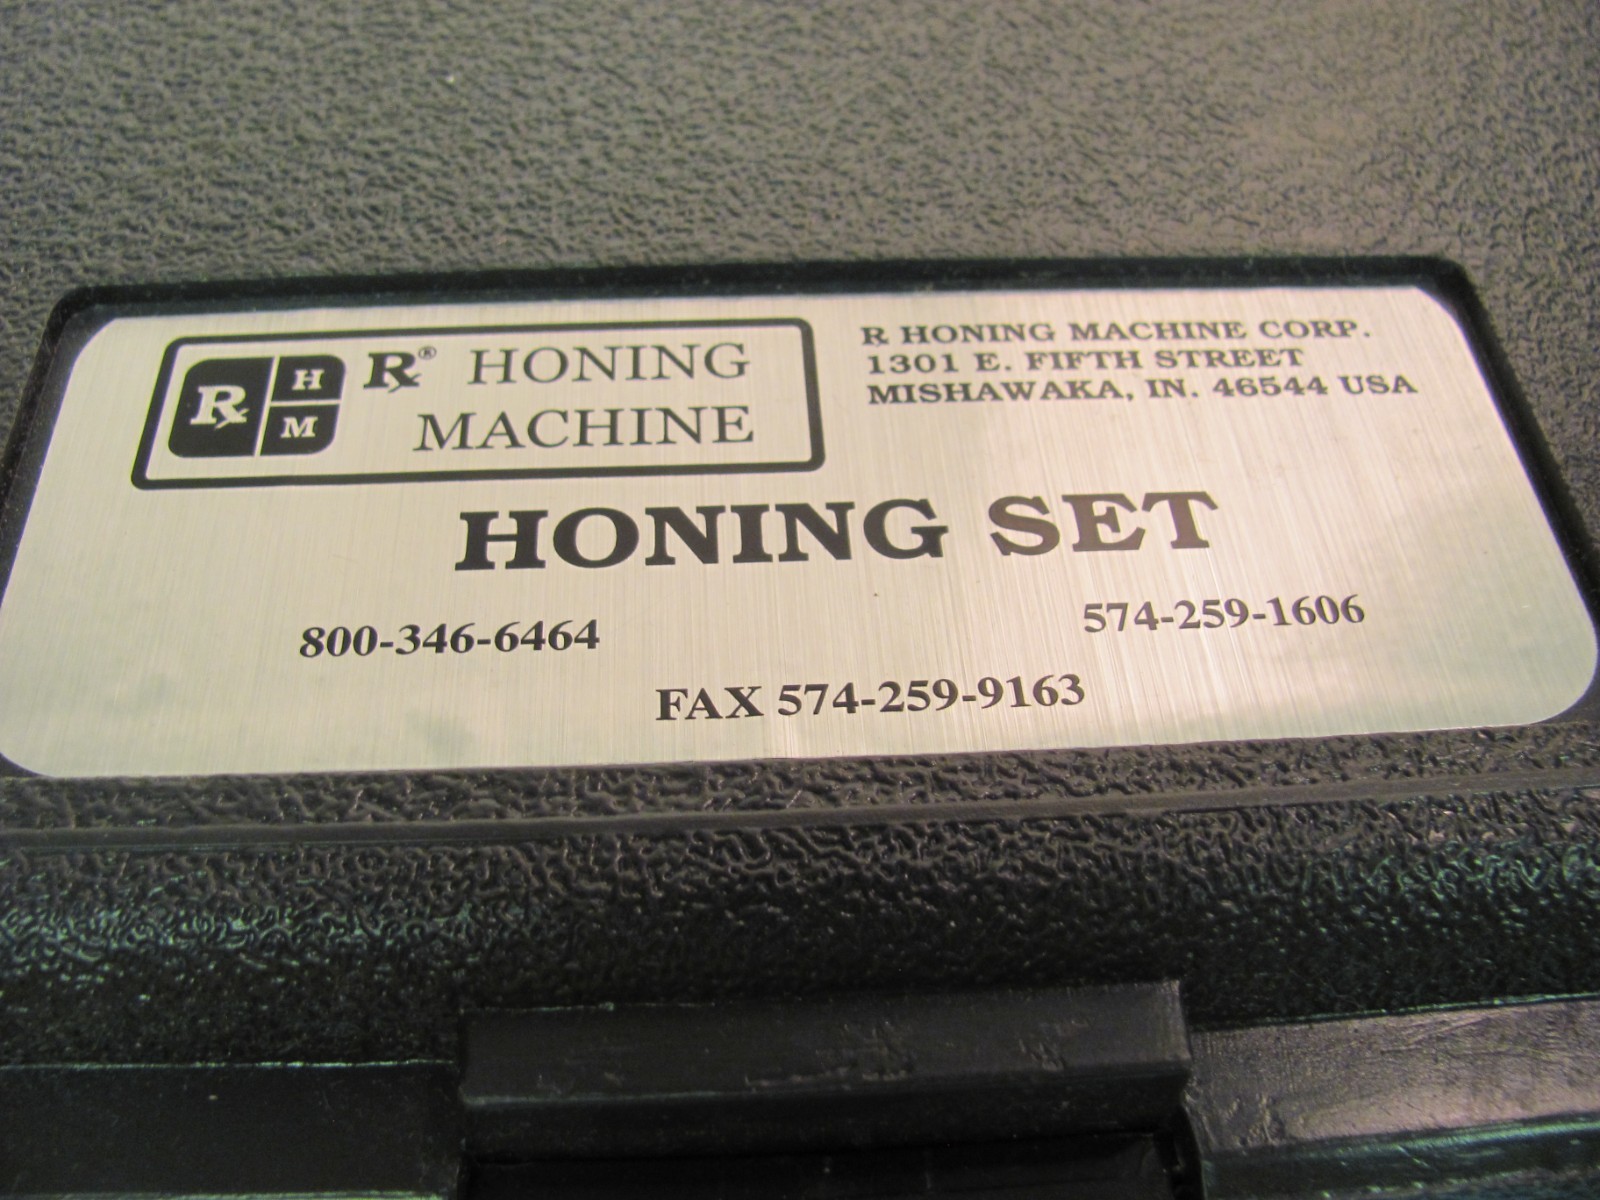 ℞ H M
℞® HONING
MACHINE
R HONING MACHINE CORP.
1301 E. FIFTH STREET
MISHAWAKA, IN. 46544 USA
HONING SET
800-346-6464
574-259-1606
FAX 574-259-9163